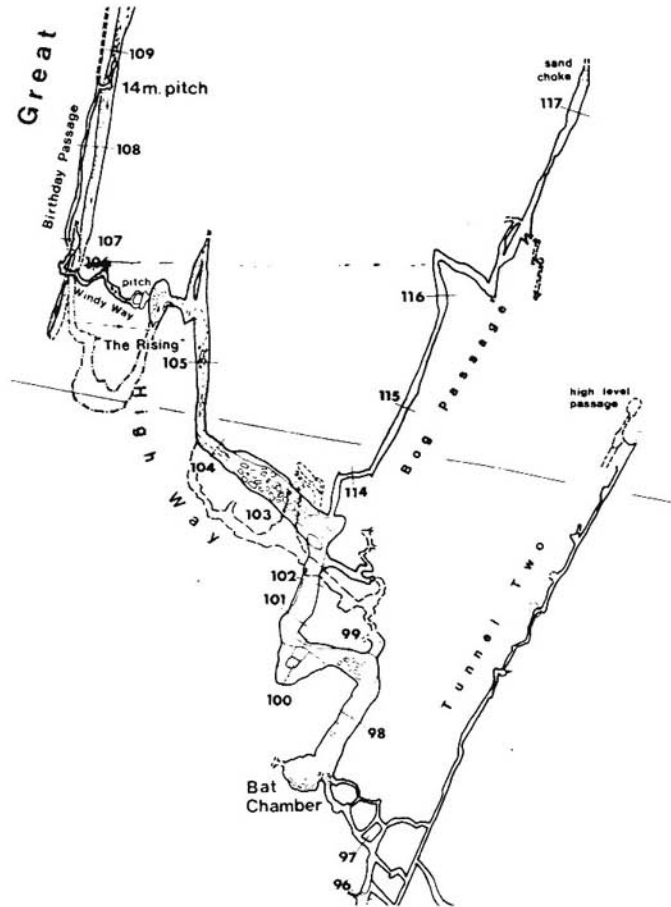 Great
109
14m. pitch
Birthday Passage
108
107
106
Windy Way
pitch
The Rising
105
High Way
104
103
102
101
99
100
98
Bat
Chamber
97
96
sand
choke
117
116
Bog Passage
115
114
high level
passage
Tunnel Two